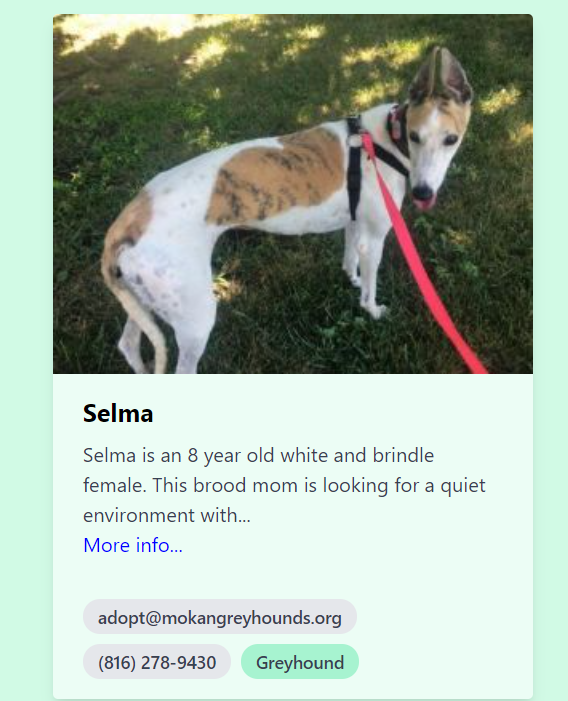 Selma
Selma is an 8 year old white and brindle
female. This brood mom is looking for a quiet
environment with...
More info...
adopt@mokangreyhounds.org
(816) 278-9430
Greyhound